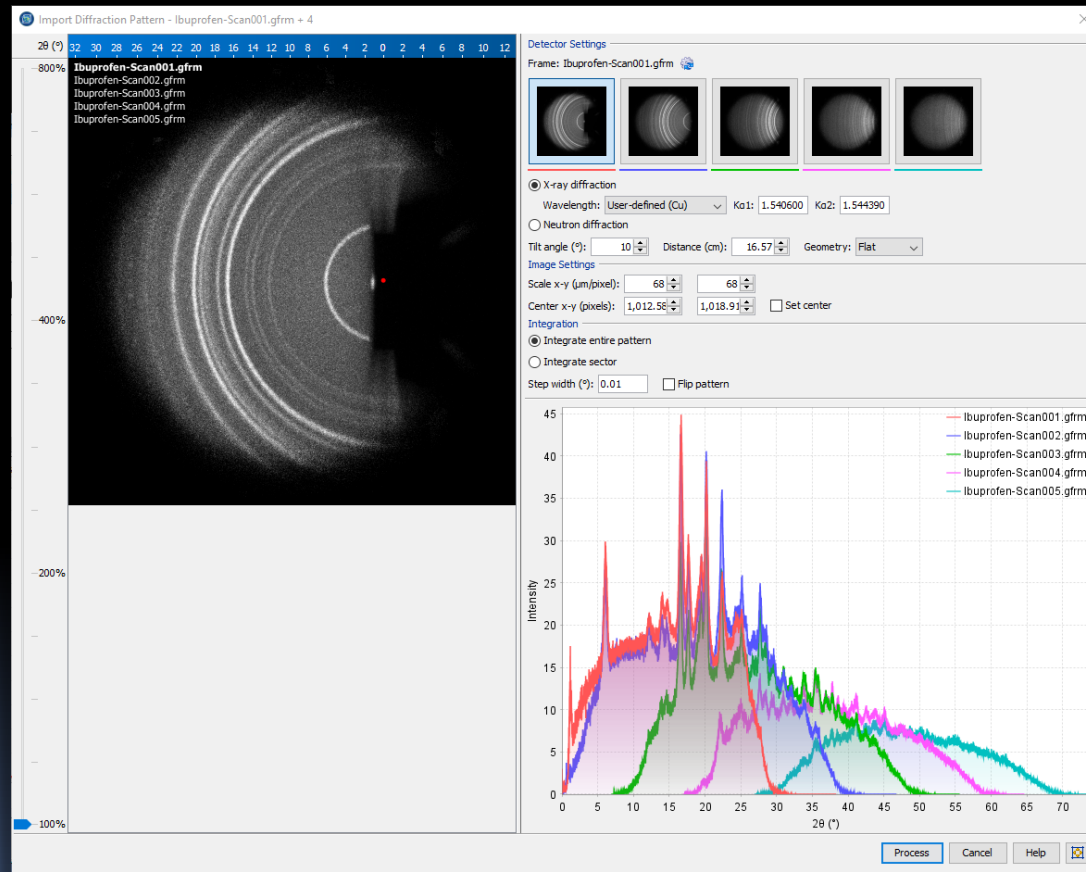 Import Diffraction Pattern - Ibuprofen-Scan001.gfrm + 4
2θ (°) 32 30 28 26 24 22 20 18 16 14 12 10 8 6 4 2 0 2 4 6 8 10 12
800%
400%
200%
100%
Ibuprofen-Scan001.gfrm
Ibuprofen-Scan002.gfrm
Ibuprofen-Scan003.gfrm
Ibuprofen-Scan004.gfrm
Ibuprofen-Scan005.gfrm
Detector Settings
Frame: Ibuprofen-Scan001.gfrm
X-ray diffraction
Wavelength: User-defined (Cu) Kα1: 1.540600 Kα2: 1.544390
Neutron diffraction
Tilt angle (°): 10 Distance (cm): 16.57 Geometry: Flat
Image Settings
Scale x-y (µm/pixel): 68 68
Center x-y (pixels): 1,012.58 1,018.91 Set center
Integration
Integrate entire pattern
Integrate sector
Step width (°): 0.01 Flip pattern
Ibuprofen-Scan001.gfrm
Ibuprofen-Scan002.gfrm
Ibuprofen-Scan003.gfrm
Ibuprofen-Scan004.gfrm
Ibuprofen-Scan005.gfrm
Intensity
45
40
35
30
25
20
15
10
5
0
0 5 10 15 20 25 30 35 40 45 50 55 60 65 70
2θ (°)
Process Cancel Help